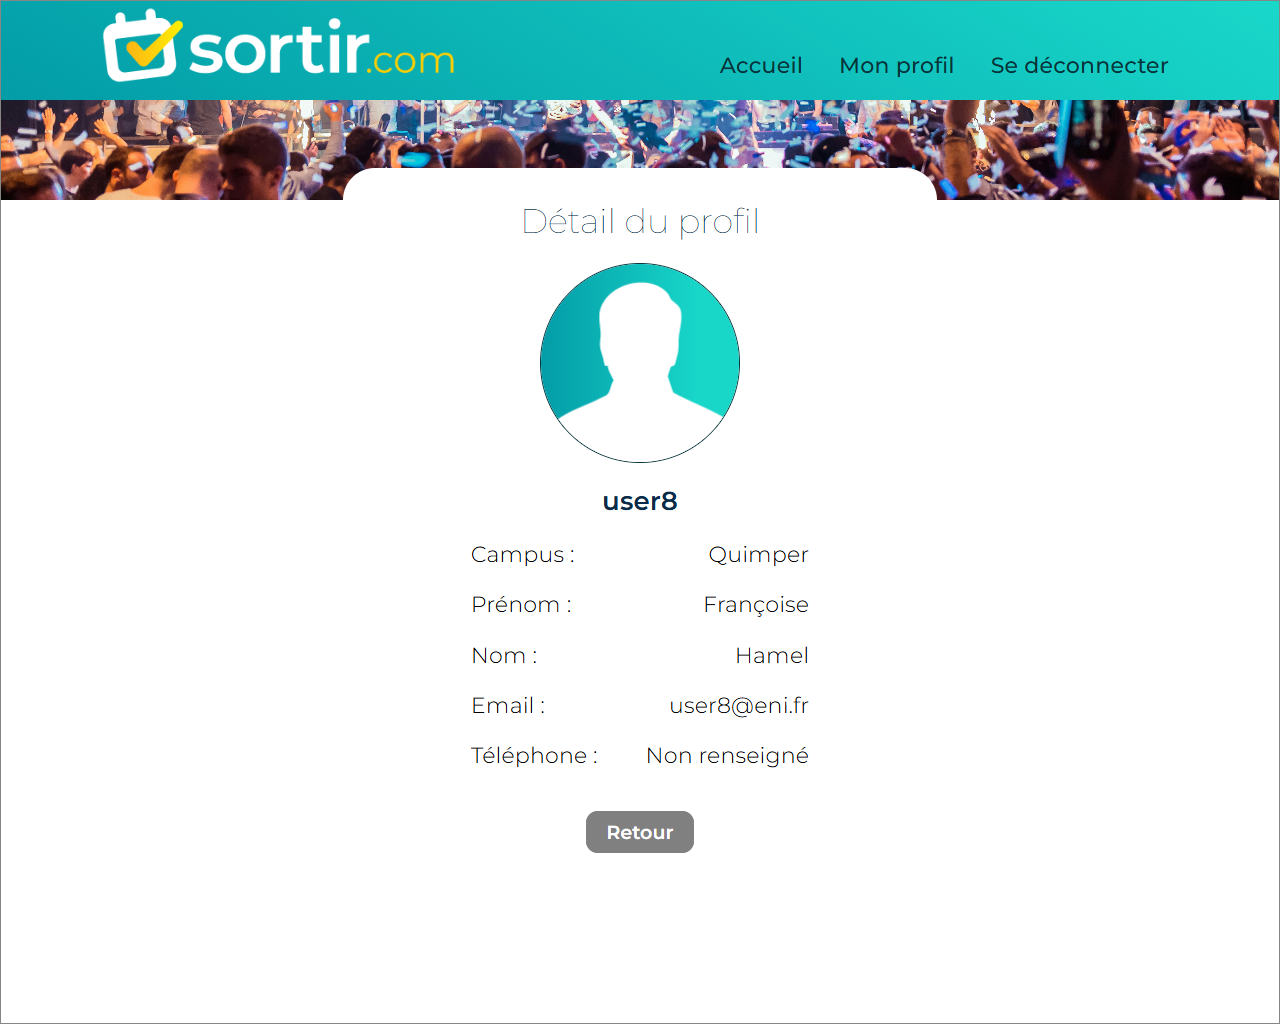 sortir.com
Accueil Mon profil Se déconnecter
Détail du profil
user8
Campus : Quimper
Prénom : Françoise
Nom : Hamel
Email : user8@eni.fr
Téléphone : Non renseigné
Retour